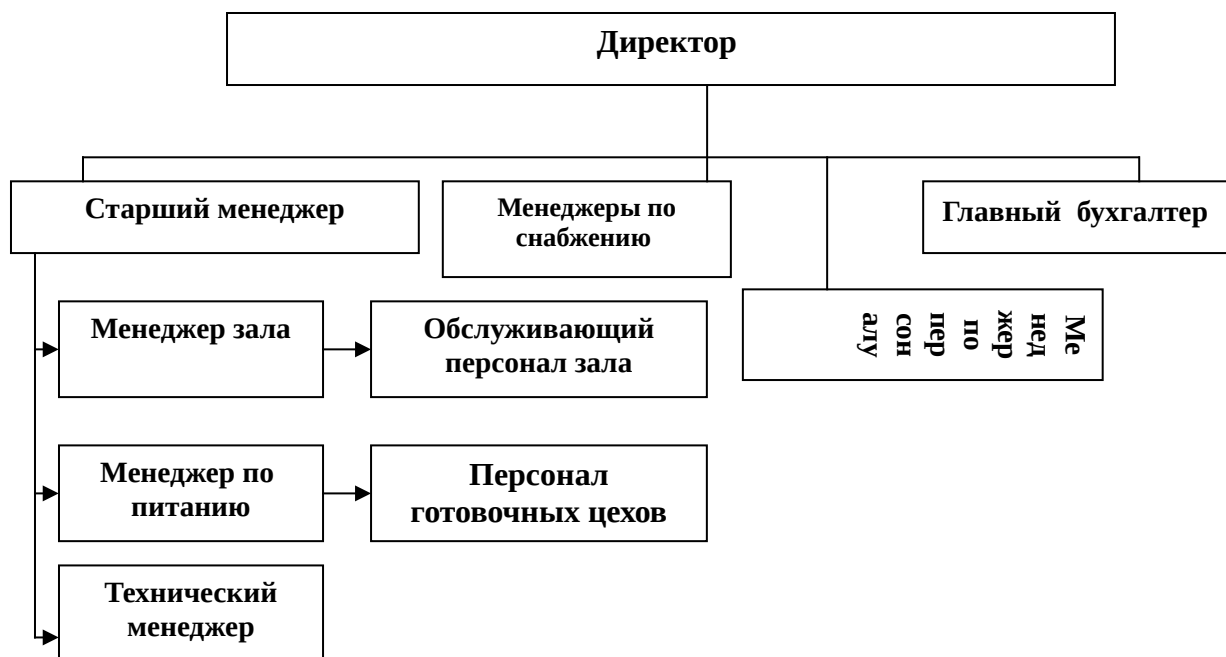 Директор
Старший менеджер
Менеджеры по
снабжению
Главный бухгалтер
Ме
нед
жер
по
пер
сон
алу
Менеджер зала
Обслуживающий
персонал зала
Менеджер по
питанию
Персонал
готовочных цехов
Технический
менеджер